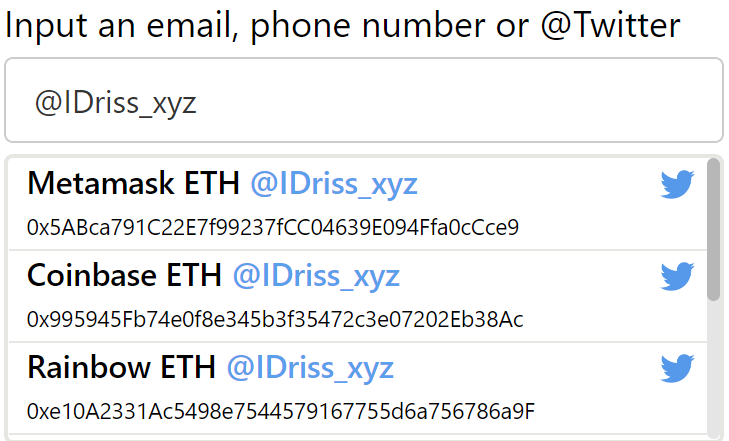 Input an email, phone number or @Twitter
@IDriss_xyz
Metamask ETH @IDriss_xyz
0x5ABca791C22E7f99237fCC04639E094Ffa0cCce9
Coinbase ETH @IDriss_xyz
0x995945Fb74e0f8e345b3f35472c3e07202Eb38Ac
Rainbow ETH @IDriss_xyz
0xe10A2331Ac5498e7544579167755d6a756786a9F